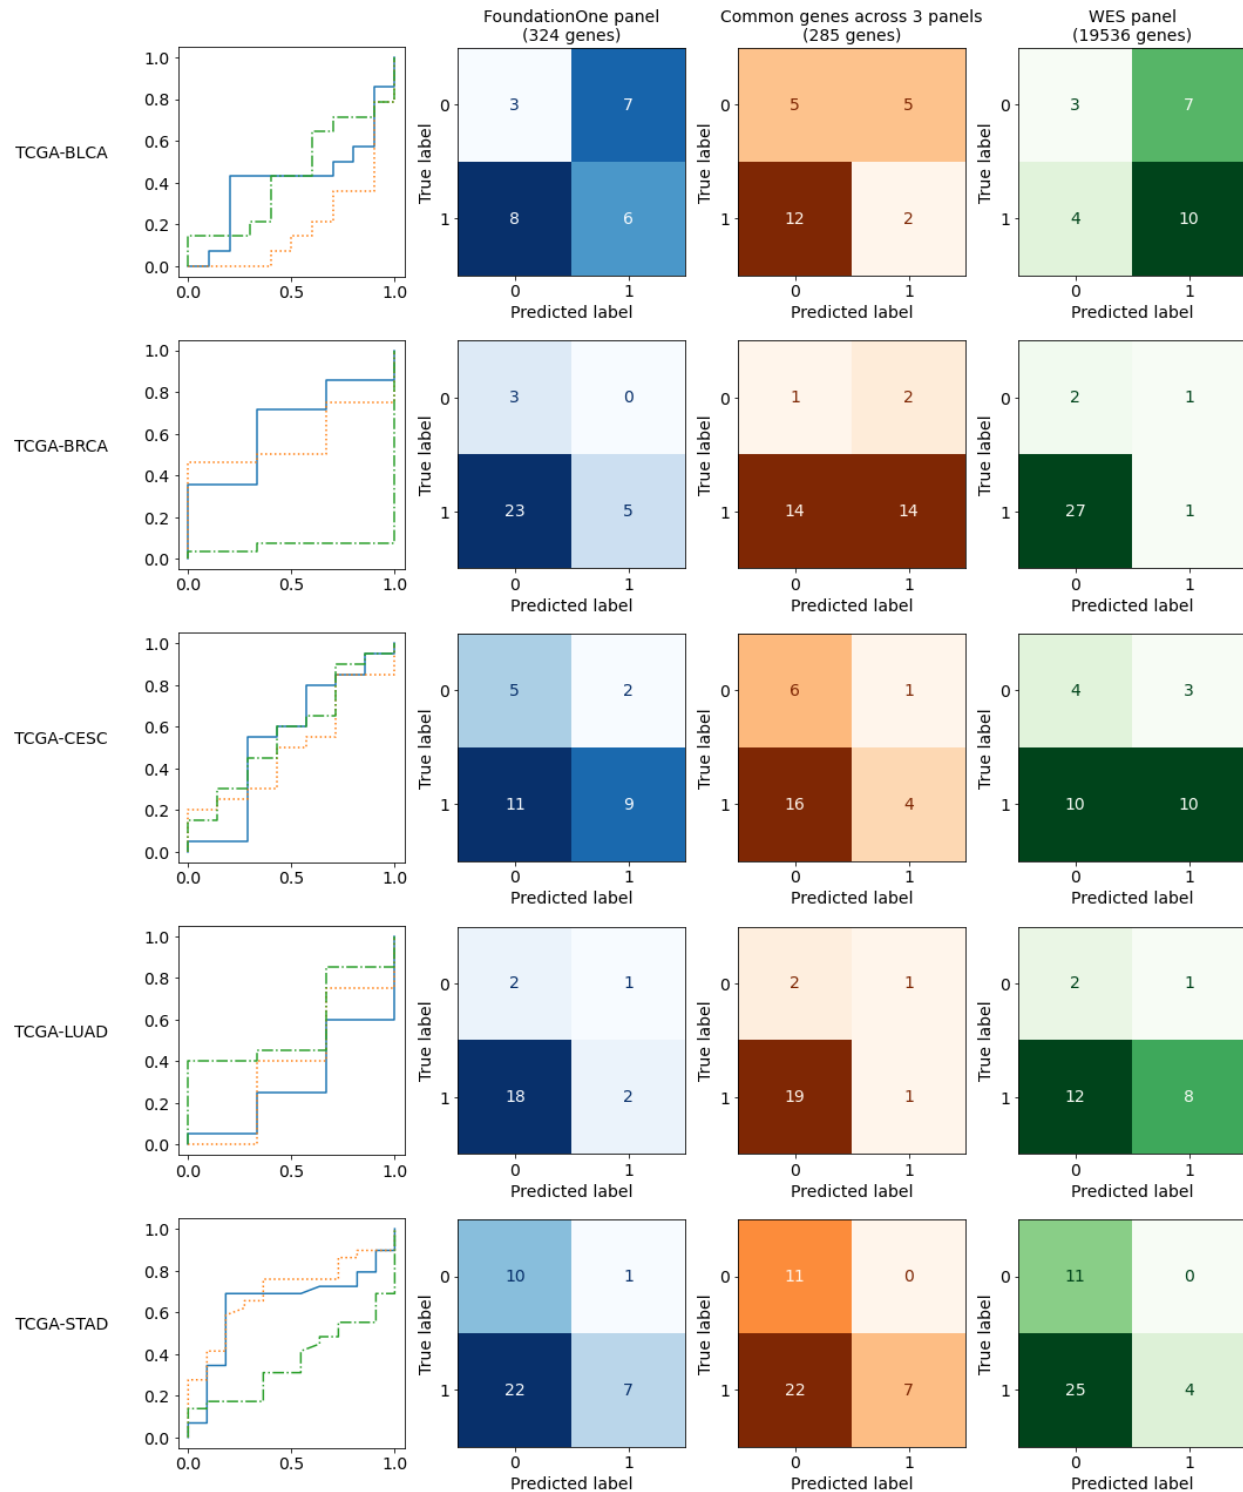 FoundationOne panel
(324 genes)
Common genes across 3 panels
(285 genes)
WES panel
(19536 genes)
TCGA-BLCA
1.0
0.8
0.6
0.4
0.2
0.0
0.0 0.5 1.0
True label
0
1
3 7
8 6
0 1
Predicted label
True label
0
1
5 5
12 2
0 1
Predicted label
True label
0
1
3 7
4 10
0 1
Predicted label
TCGA-BRCA
1.0
0.8
0.6
0.4
0.2
0.0
0.0 0.5 1.0
True label
0
1
3 0
23 5
0 1
Predicted label
True label
0
1
1 2
14 14
0 1
Predicted label
True label
0
1
2 1
27 1
0 1
Predicted label
TCGA-CESC
1.0
0.8
0.6
0.4
0.2
0.0
0.0 0.5 1.0
True label
0
1
5 2
11 9
0 1
Predicted label
True label
0
1
6 1
16 4
0 1
Predicted label
True label
0
1
4 3
10 10
0 1
Predicted label
TCGA-LUAD
1.0
0.8
0.6
0.4
0.2
0.0
0.0 0.5 1.0
True label
0
1
2 1
18 2
0 1
Predicted label
True label
0
1
2 1
19 1
0 1
Predicted label
True label
0
1
2 1
12 8
0 1
Predicted label
TCGA-STAD
1.0
0.8
0.6
0.4
0.2
0.0
0.0 0.5 1.0
True label
0
1
10 1
22 7
0 1
Predicted label
True label
0
1
11 0
22 7
0 1
Predicted label
True label
0
1
11 0
25 4
0 1
Predicted label